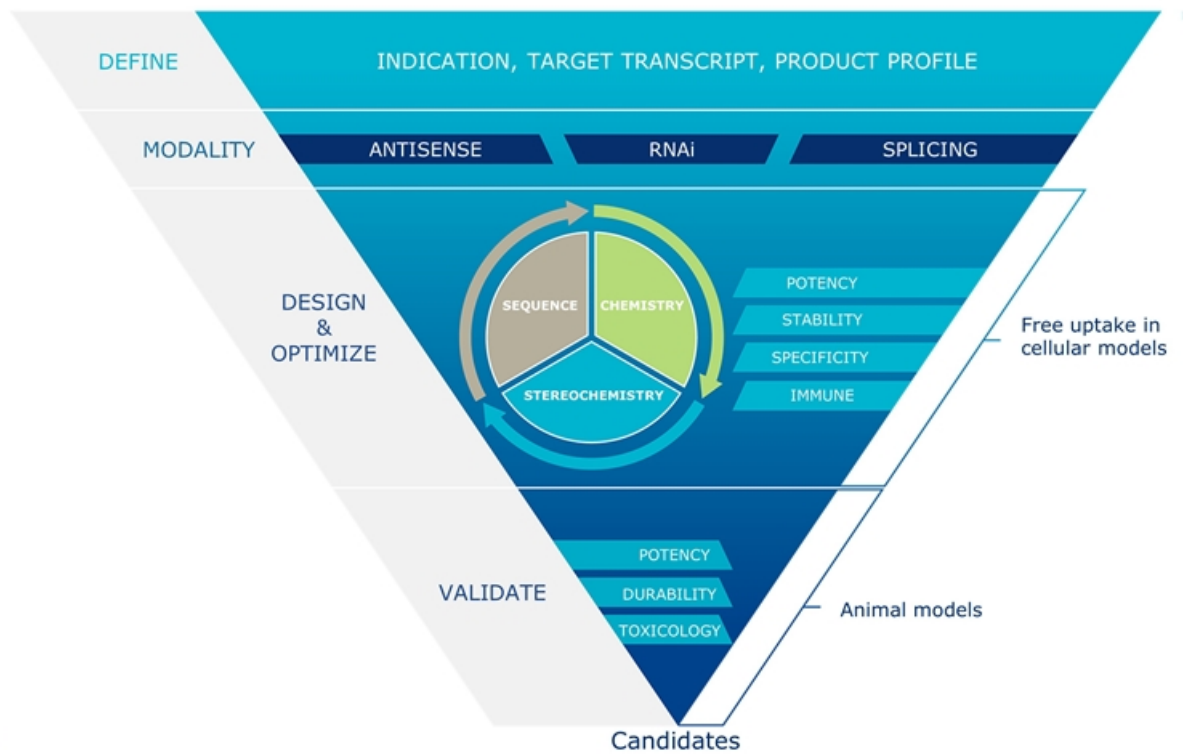 DEFINE
INDICATION, TARGET TRANSCRIPT, PRODUCT PROFILE
MODALITY
ANTISENSE
RNAi
SPLICING
DESIGN
&
OPTIMIZE
SEQUENCE
CHEMISTRY
STEREOCHEMISTRY
POTENCY
STABILITY
SPECIFICITY
IMMUNE
Free uptake in
cellular models
VALIDATE
POTENCY
DURABILITY
TOXICOLOGY
Animal models
Candidates